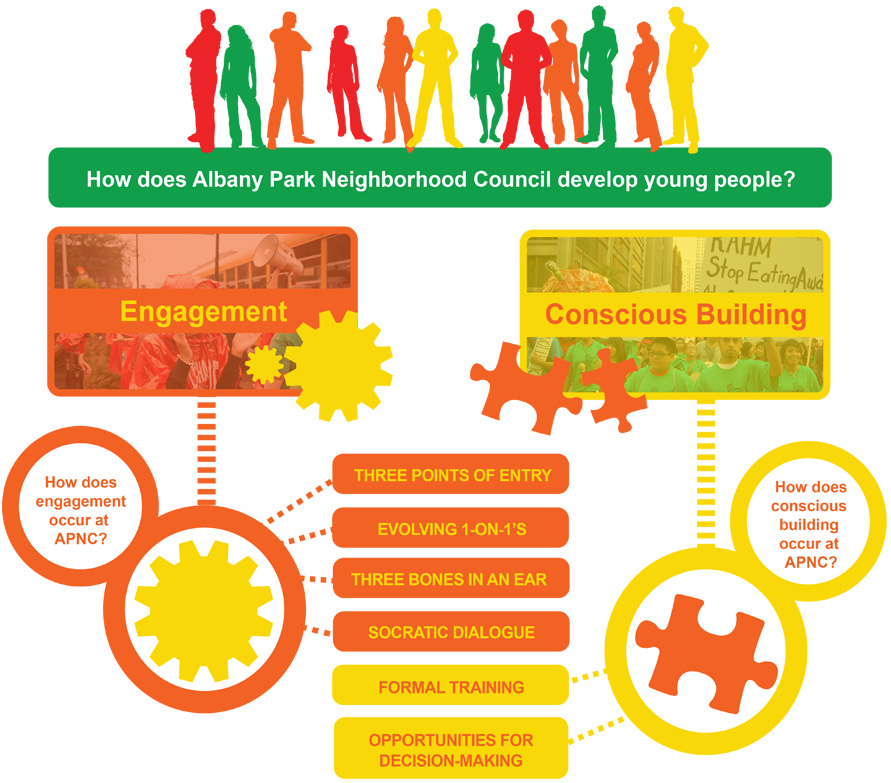 How does Albany Park Neighborhood Council develop young people?
Engagement
RAHM
Stop Eating Awa
Conscious Building
How does
engagement
occur at
APNC?
THREE POINTS OF ENTRY
EVOLVING 1-ON-1'S
THREE BONES IN AN EAR
SOCRATIC DIALOGUE
FORMAL TRAINING
OPPORTUNITIES FOR
DECISION-MAKING
How does
conscious
building
occur at
APNC?